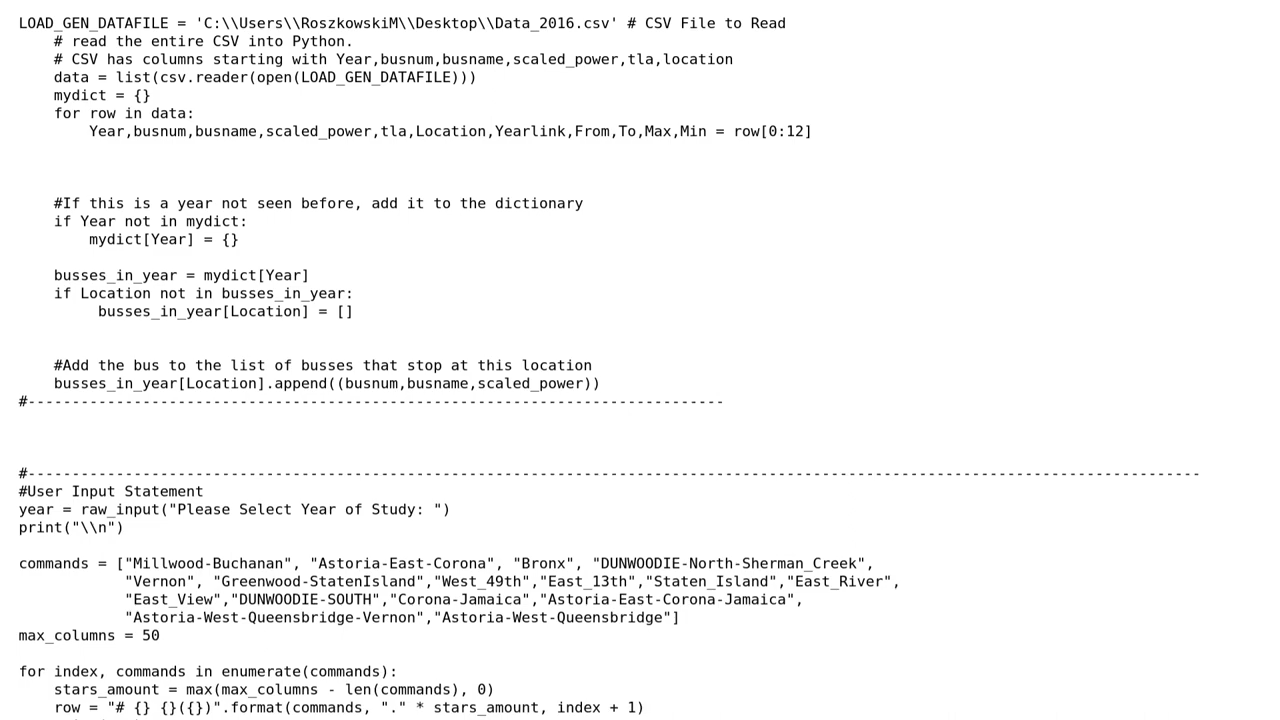 LOAD_GEN_DATAFILE = 'C:\\Users\\RoszkowskiM\\Desktop\\Data_2016.csv' # CSV File to Read
    # read the entire CSV into Python.
    # CSV has columns starting with Year,busnum,busname,scaled_power,tla,location
    data = list(csv.reader(open(LOAD_GEN_DATAFILE)))
    mydict = {}
    for row in data:
        Year,busnum,busname,scaled_power,tla,Location,Yearlink,From,To,Max,Min = row[0:12]
    #If this is a year not seen before, add it to the dictionary
    if Year not in mydict:
        mydict[Year] = {}
    busses_in_year = mydict[Year]
    if Location not in busses_in_year:
         busses_in_year[Location] = []
    #Add the bus to the list of busses that stop at this location
    busses_in_year[Location].append((busnum,busname,scaled_power))
#-------------------------------------------------------------------------------
#-------------------------------------------------------------------------------------------------------------------------------------
#User Input Statement
year = raw_input("Please Select Year of Study: ")
print("\\n")
commands = ["Millwood-Buchanan", "Astoria-East-Corona", "Bronx", "DUNWOODIE-North-Sherman_Creek",
            "Vernon", "Greenwood-StatenIsland","West_49th","East_13th","Staten_Island","East_River",
            "East_View","DUNWOODIE-SOUTH","Corona-Jamaica","Astoria-East-Corona-Jamaica",
            "Astoria-West-Queensbridge-Vernon","Astoria-West-Queensbridge"]
max_columns = 50
for index, commands in enumerate(commands):
    stars_amount = max(max_columns - len(commands), 0)
    row = "# {} {}({})".format(commands, "." * stars_amount, index + 1)